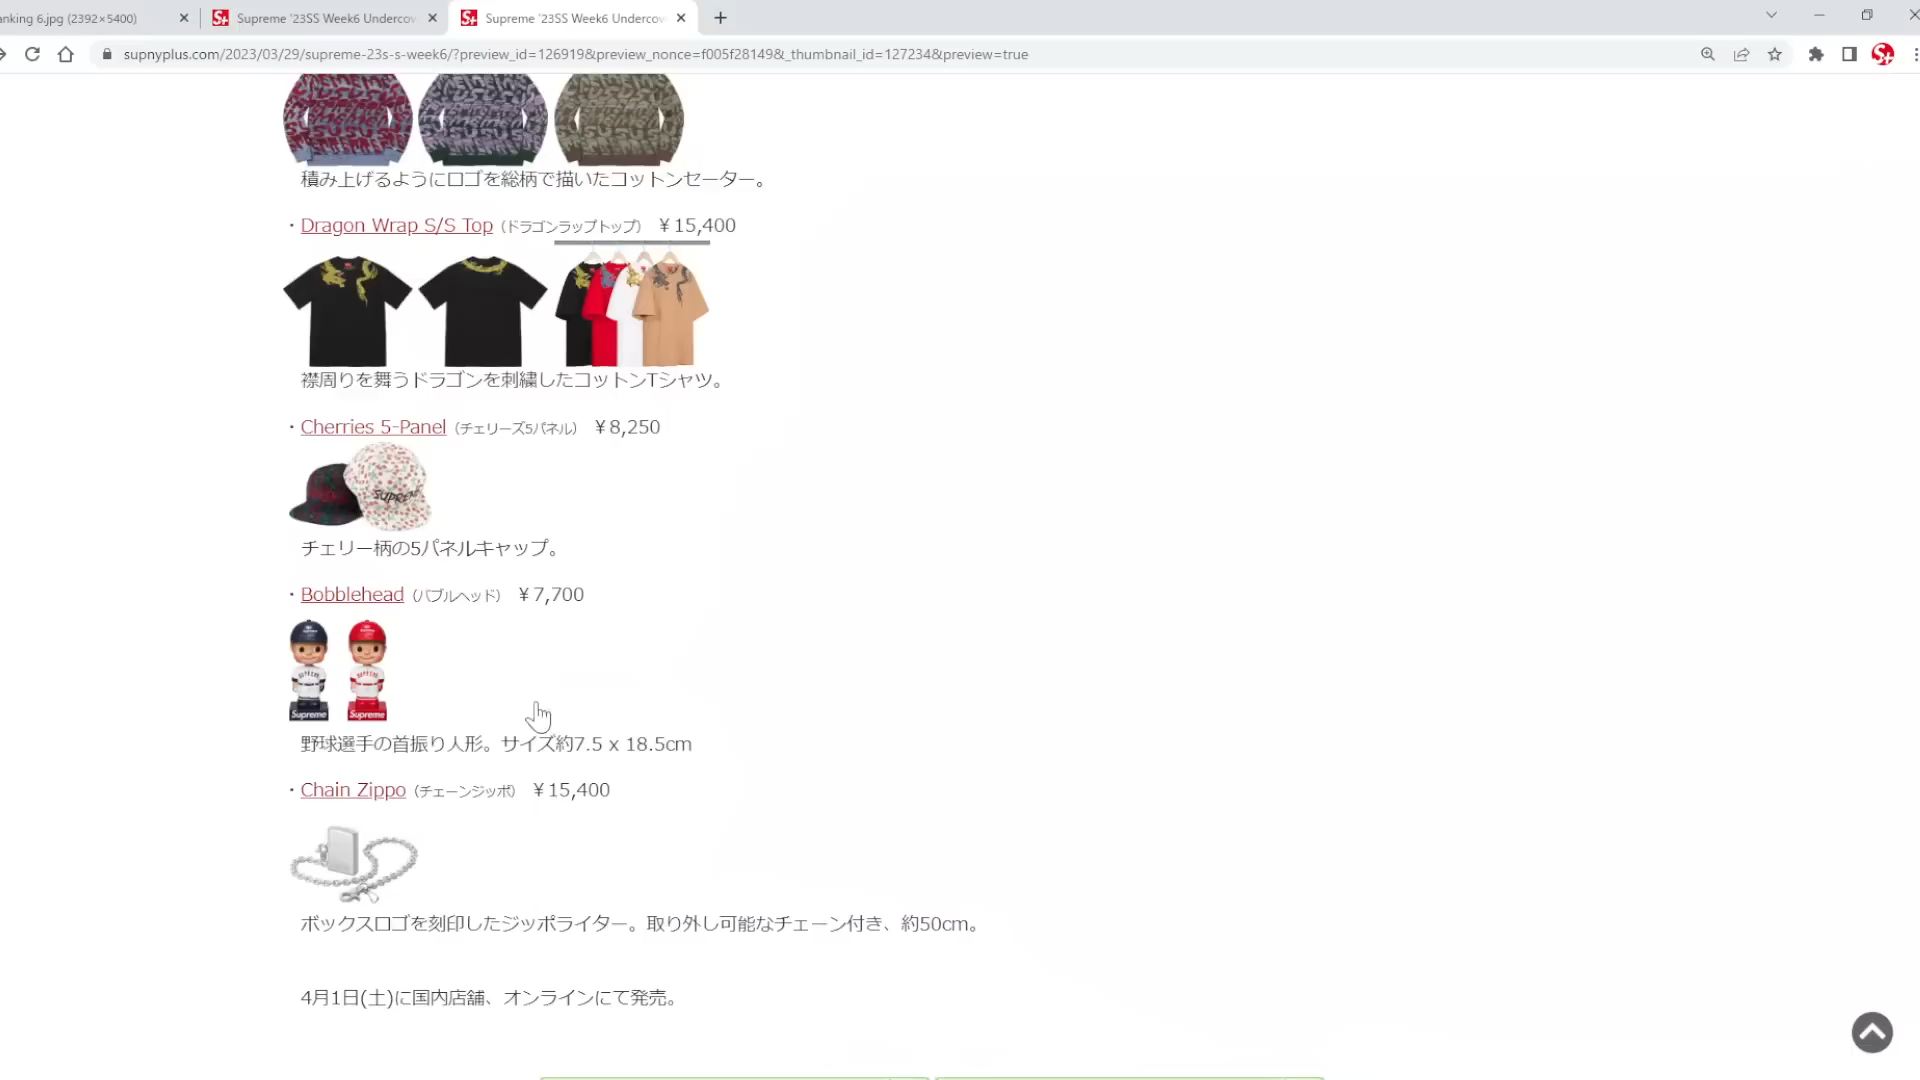 anking 6.jpg (2392×5400)
Supreme '23SS Week6 Undercov
Supreme '23SS Week6 Undercov
supnyplus.com/2023/03/29/supreme-23s-s-week6/?preview_id=126919&preview_nonce=f005f28149&_thumbnail_id=127234&preview=true
積み上げるようにロゴを総柄で描いたコットンセーター。
・Dragon Wrap S/S Top（ドラゴンラップトップ） ￥15,400
襟周りを舞うドラゴンを刺繍したコットンTシャツ。
・Cherries 5-Panel（チェリーズ5パネル） ￥8,250
SUPREME
チェリー柄の5パネルキャップ。
・Bobblehead（バブルヘッド） ￥7,700
Supreme Supreme
野球選手の首振り人形。サイズ約7.5 x 18.5cm
・Chain Zippo（チェーンジッポ） ￥15,400
ボックスロゴを刻印したジッポライター。取り外し可能なチェーン付き、約50cm。
4月1日(土)に国内店舗、オンラインにて発売。